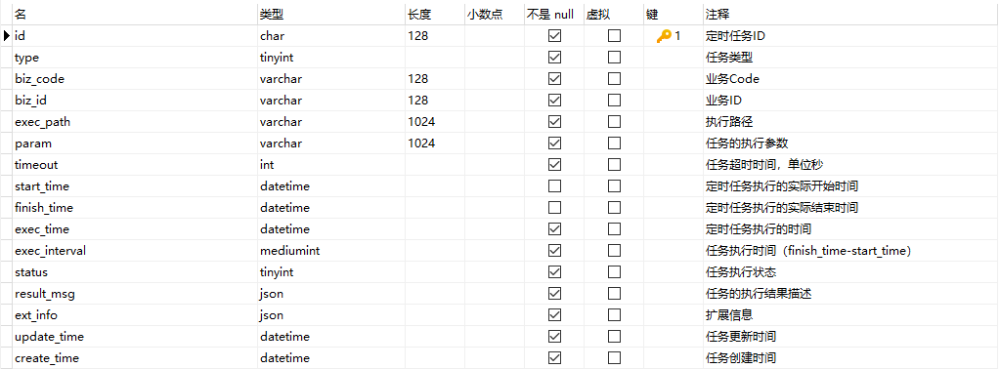 名 类型 长度 小数点 不是 null 虚拟 键 注释
id char 128 1 定时任务ID
type tinyint 任务类型
biz_code varchar 128 业务Code
biz_id varchar 128 业务ID
exec_path varchar 1024 执行路径
param varchar 1024 任务的执行参数
timeout int 任务超时时间，单位秒
start_time datetime 定时任务执行的实际开始时间
finish_time datetime 定时任务执行的实际结束时间
exec_time datetime 定时任务执行的时间
exec_interval mediumint 任务执行时间（finish_time-start_time）
status tinyint 任务执行状态
result_msg json 任务的执行结果描述
ext_info json 扩展信息
update_time datetime 任务更新时间
create_time datetime 任务创建时间